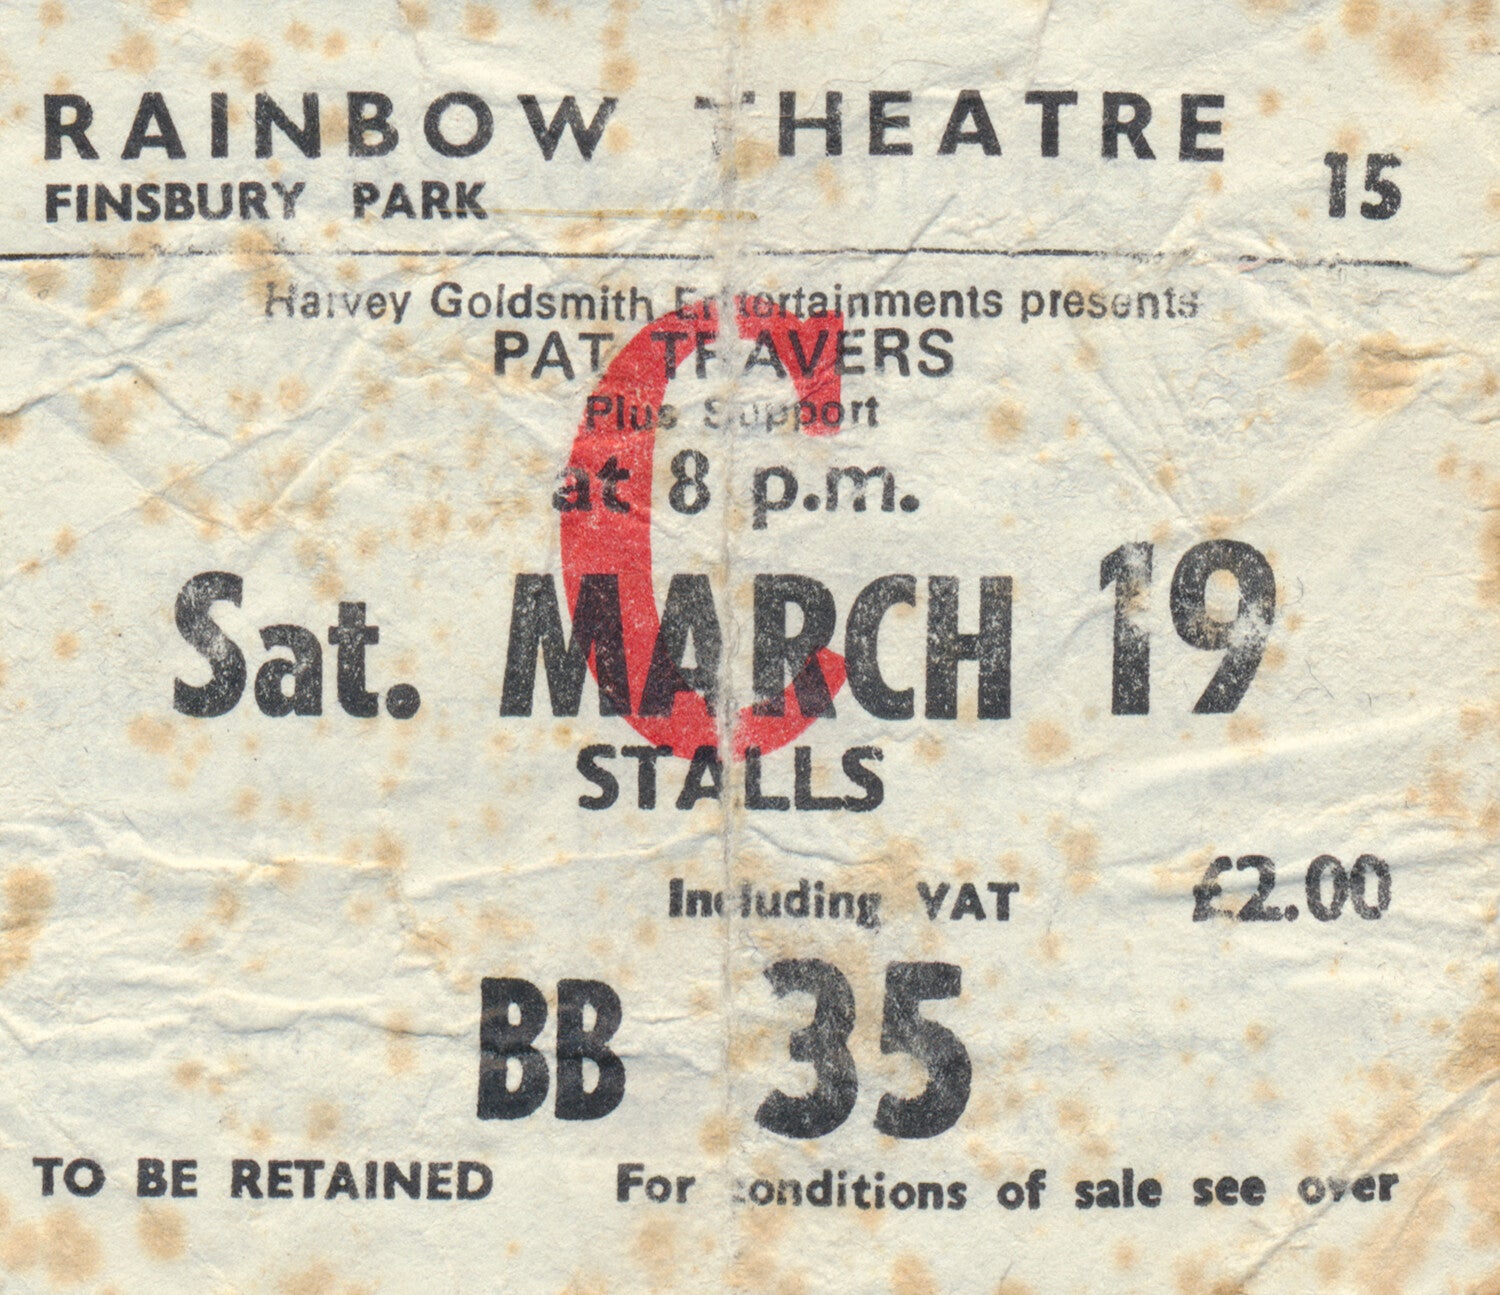 RAINBOW THEATRE
FINSBURY PARK
15
Harvey Goldsmith Entertainments presents
PAT TRAVERS
Plus Support
at 8 p.m.
C
Sat. MARCH 19
STALLS
Including VAT £2.00
BB 35
TO BE RETAINED For conditions of sale see over